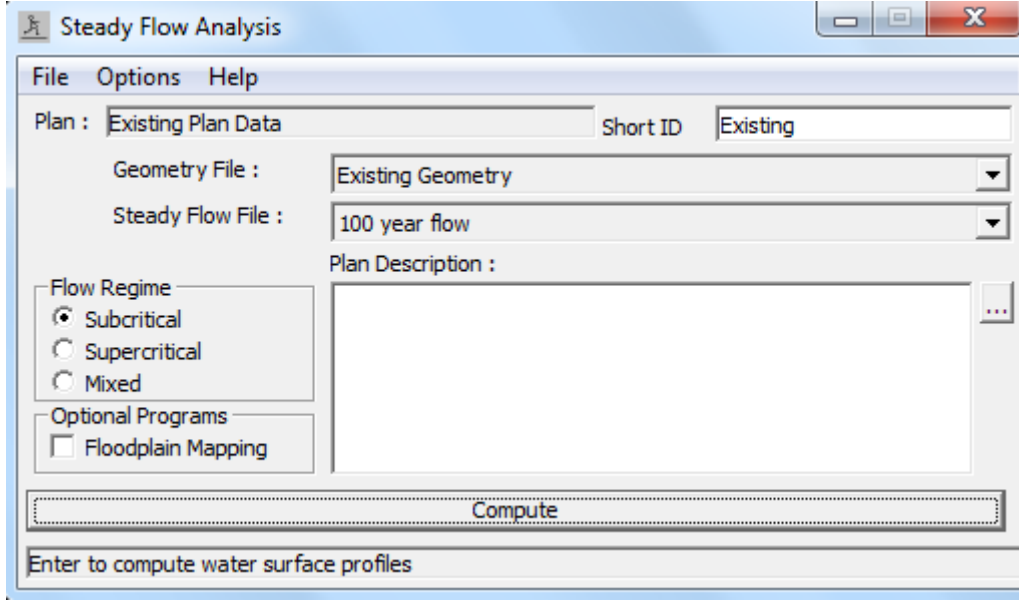 Steady Flow Analysis
File Options Help
Plan : Existing Plan Data Short ID Existing
Geometry File : Existing Geometry
Steady Flow File : 100 year flow
Plan Description :
Flow Regime
Subcritical
Supercritical
Mixed
Optional Programs
Floodplain Mapping
...
Compute
Enter to compute water surface profiles